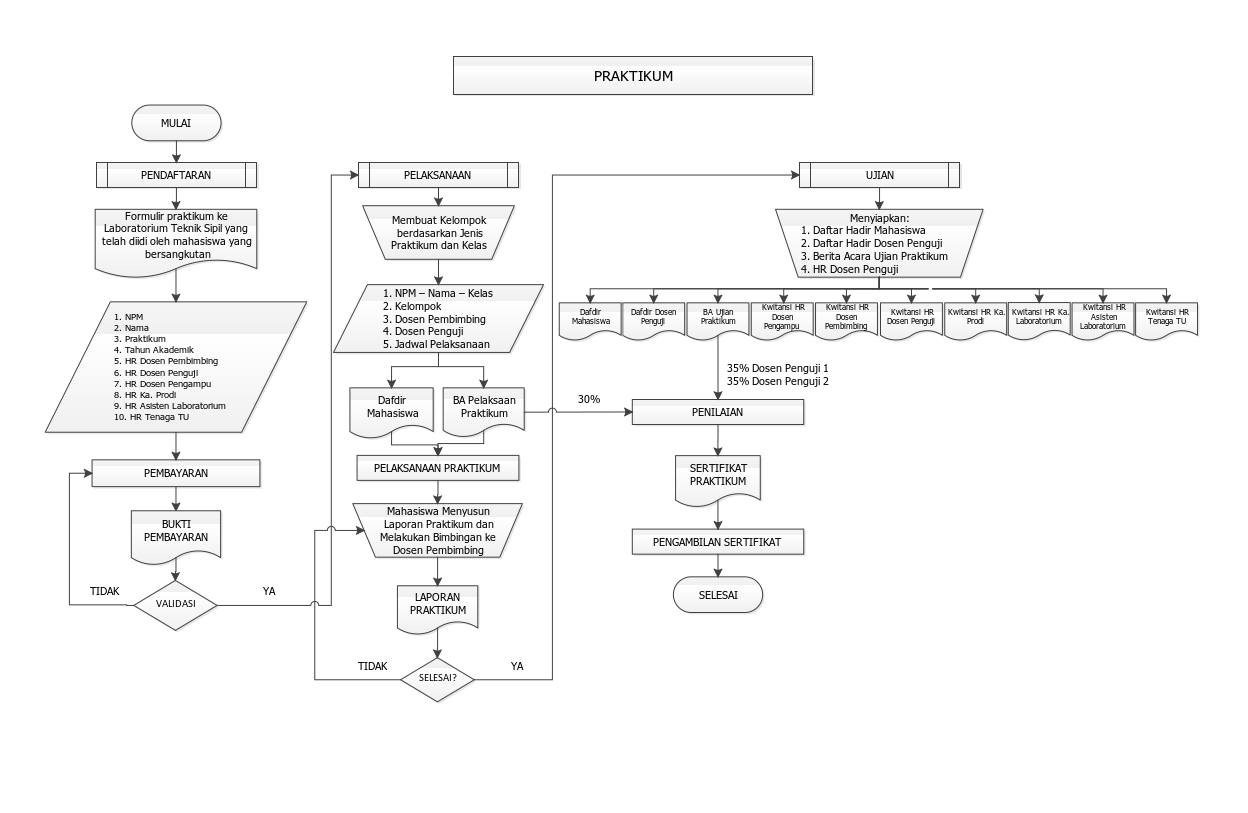 PRAKTIKUM
MULAI
PENDAFTARAN
Formulir praktikum ke
Laboratorium Teknik Sipil yang
telah diidi oleh mahasiswa yang
bersangkutan
1. NPM
2. Nama
3. Praktikum
4. Tahun Akademik
5. HR Dosen Pembimbing
6. HR Dosen Penguji
7. HR Dosen Pengampu
8. HR Ka. Prodi
9. HR Asisten Laboratorium
10. HR Tenaga TU
PEMBAYARAN
BUKTI
PEMBAYARAN
TIDAK
VALIDASI
YA
PELAKSANAAN
Membuat Kelompok
berdasarkan Jenis
Praktikum dan Kelas
1. NPM – Nama – Kelas
2. Kelompok
3. Dosen Pembimbing
4. Dosen Penguji
5. Jadwal Pelaksanaan
Dafdir
Mahasiswa
BA Pelaksaan
Praktikum
30%
PELAKSANAAN PRAKTIKUM
Mahasiswa Menyusun
Laporan Praktikum dan
Melakukan Bimbingan ke
Dosen Pembimbing
LAPORAN
PRAKTIKUM
TIDAK
SELESAI?
YA
UJIAN
Menyiapkan:
1. Daftar Hadir Mahasiswa
2. Daftar Hadir Dosen Penguji
3. Berita Acara Ujian Praktikum
4. HR Dosen Penguji
Dafdir
Mahasiswa
Dafdir Dosen
Penguji
BA Ujian
Praktikum
Kwitansi HR
Dosen
Pengampu
Kwitansi HR
Dosen
Pembimbing
Kwitansi HR
Dosen Penguji
Kwitansi HR Ka.
Prodi
Kwitansi HR Ka.
Laboratorium
Kwitansi HR
Asisten
Laboratorium
Kwitansi HR
Tenaga TU
35% Dosen Penguji 1
35% Dosen Penguji 2
PENILAIAN
SERTIFIKAT
PRAKTIKUM
PENGAMBILAN SERTIFIKAT
SELESAI